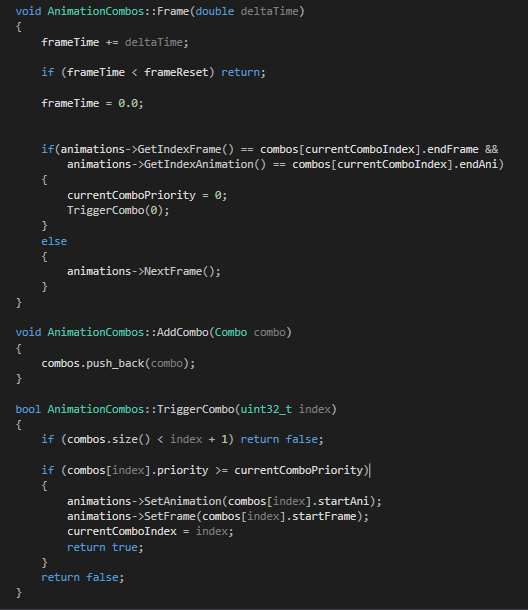 void AnimationCombos::Frame(double deltaTime)
{
    frameTime += deltaTime;

    if (frameTime < frameReset) return;

    frameTime = 0.0;


    if(animations->GetIndexFrame() == combos[currentComboIndex].endFrame &&
        animations->GetIndexAnimation() == combos[currentComboIndex].endAni)
    {
        currentComboPriority = 0;
        TriggerCombo(0);
    }
    else
    {
        animations->NextFrame();
    }
}

void AnimationCombos::AddCombo(Combo combo)
{
    combos.push_back(combo);
}

bool AnimationCombos::TriggerCombo(uint32_t index)
{
    if (combos.size() < index + 1) return false;

    if (combos[index].priority >= currentComboPriority)
    {
        animations->SetAnimation(combos[index].startAni);
        animations->SetFrame(combos[index].startFrame);
        currentComboIndex = index;
        return true;
    }
    return false;
}